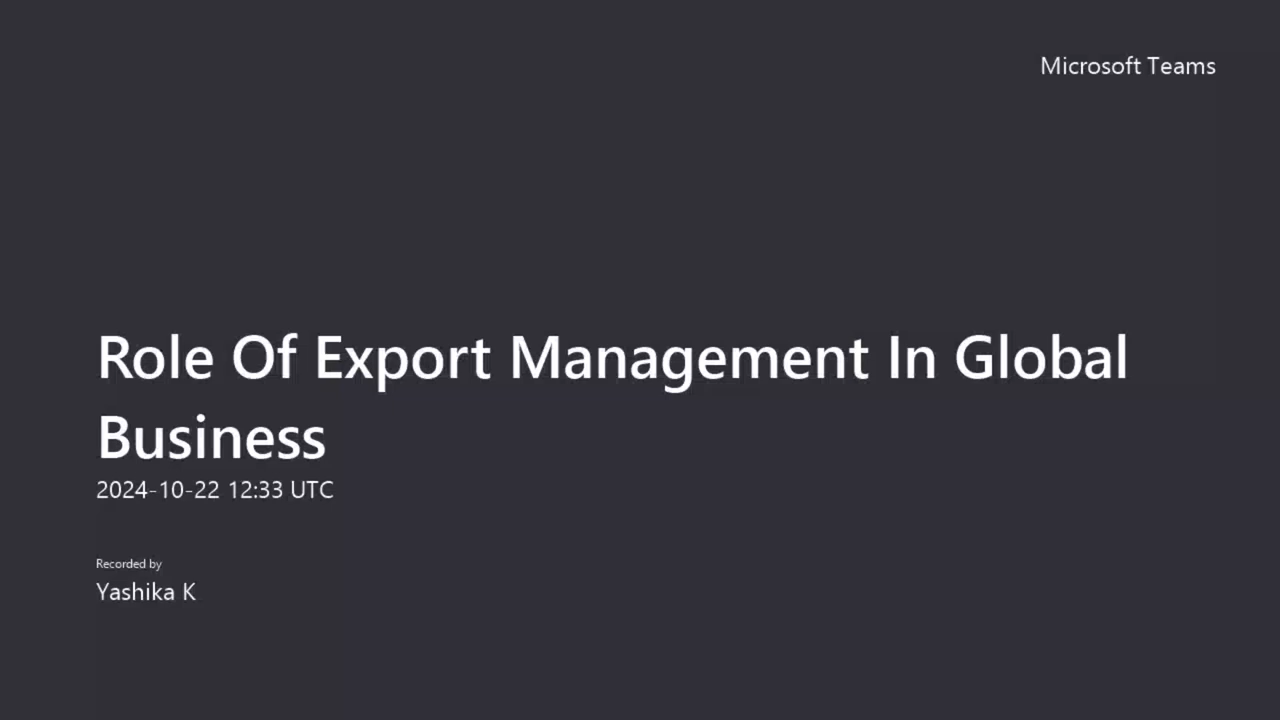 Microsoft Teams
Role Of Export Management In Global
Business
2024-10-22 12:33 UTC
Recorded by
Yashika K